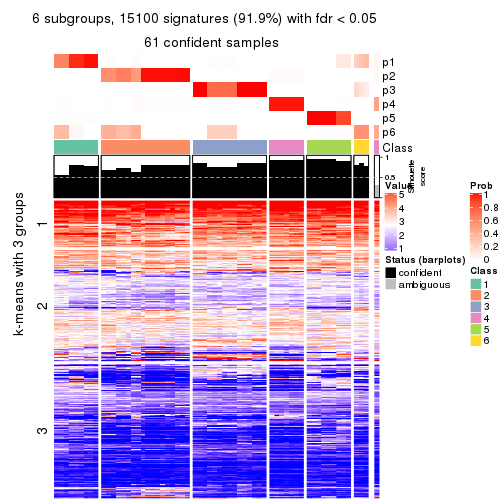 6 subgroups, 15100 signatures (91.9%) with fdr < 0.05
61 confident samples
p1
p2
p3
p4
p5
p6
Class
1
0.5
0
Silhouette
score
k-means with 3 groups
1
2
3
Value
5
4
3
2
1
Status (barplots)
confident
ambiguous
Prob
1
0.8
0.6
0.4
0.2
0
Class
1
2
3
4
5
6